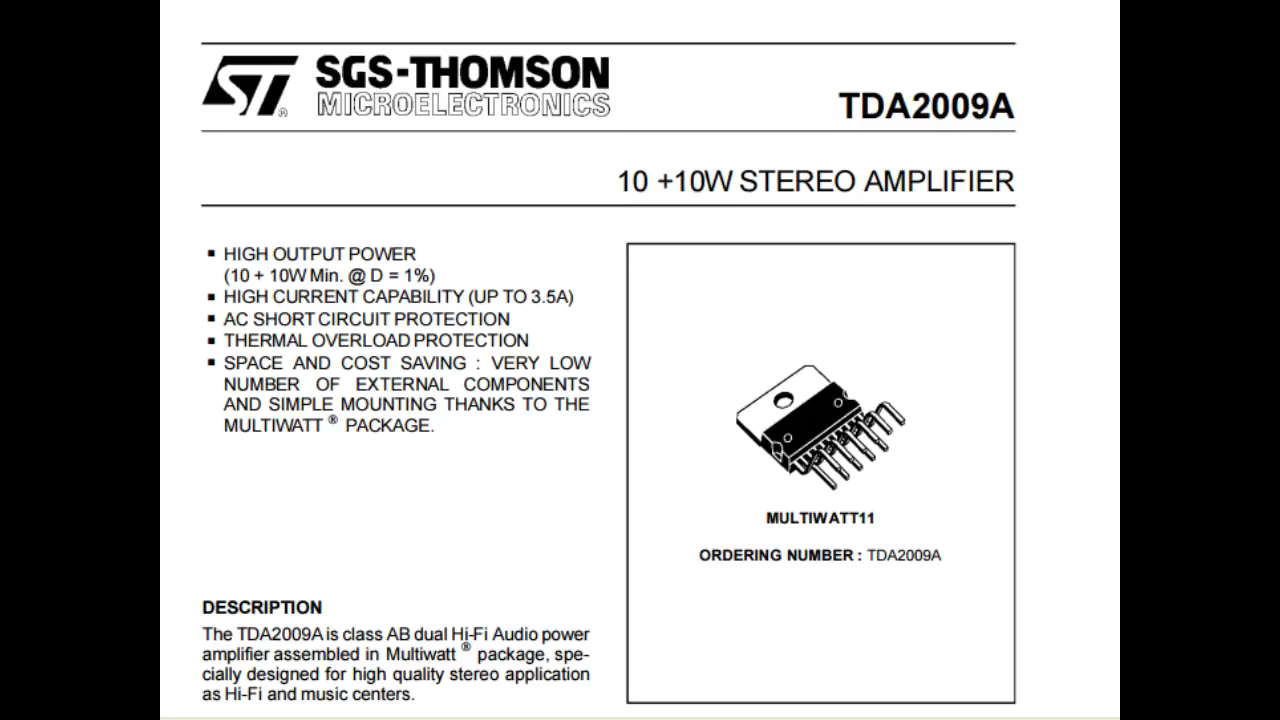 SGS-THOMSON
MICROELECTRONICS
TDA2009A
10 +10W STEREO AMPLIFIER
▪ HIGH OUTPUT POWER
(10 + 10W Min. @ D = 1%)
▪ HIGH CURRENT CAPABILITY (UP TO 3.5A)
▪ AC SHORT CIRCUIT PROTECTION
▪ THERMAL OVERLOAD PROTECTION
▪ SPACE AND COST SAVING : VERY LOW
NUMBER OF EXTERNAL COMPONENTS
AND SIMPLE MOUNTING THANKS TO THE
MULTIWATT ® PACKAGE.
MULTIWATT11
ORDERING NUMBER : TDA2009A
DESCRIPTION
The TDA2009A is class AB dual Hi-Fi Audio power
amplifier assembled in Multiwatt ® package, spe-
cially designed for high quality stereo application
as Hi-Fi and music centers.